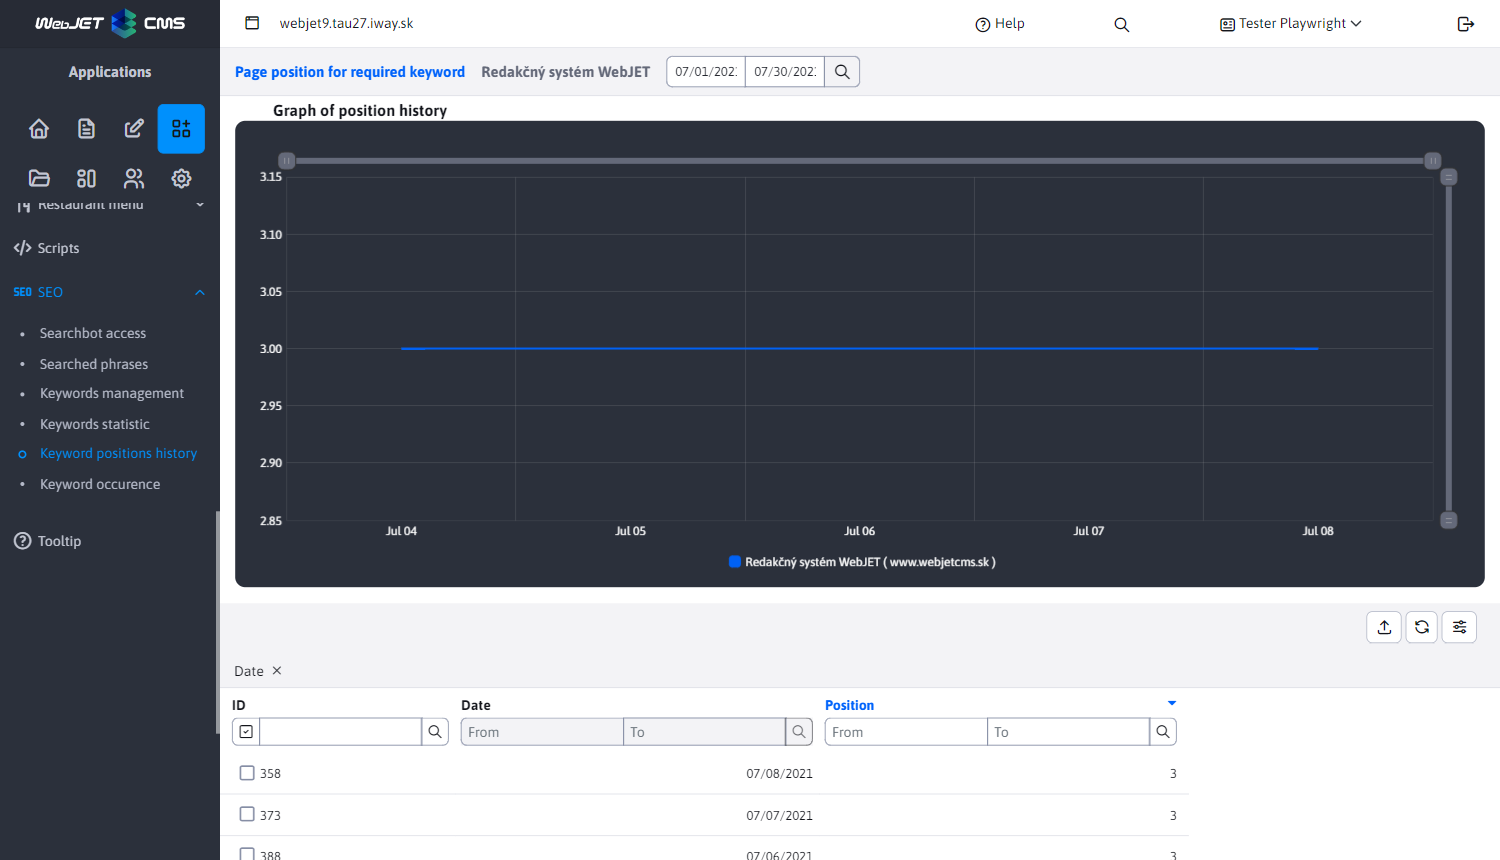 WebJET CMS
webjet9.tau27.iway.sk
Help
Tester Playwright
Applications
Page position for required keyword
Redakčný systém WebJET
07/01/202
07/30/202
Restaurant menu
Scripts
SEO SEO
Searchbot access
Searched phrases
Keywords management
Keywords statistic
Keyword positions history
Keyword occurence
Tooltip
Graph of position history
3.15
3.10
3.05
3.00
2.95
2.90
2.85
Jul 04
Jul 05
Jul 06
Jul 07
Jul 08
Redakčný systém WebJET ( www.webjetcms.sk )
Date ×
ID
Date
Position
From
To
From
To
358
07/08/2021
3
373
07/07/2021
3
388
07/06/2021
3